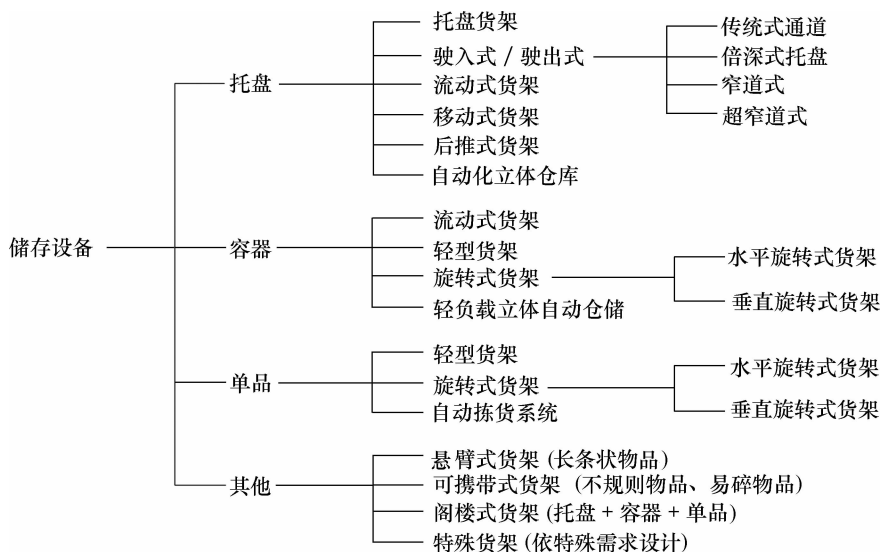 储存设备
托盘
托盘货架
驶入式 / 驶出式
传统式通道
倍深式托盘
窄道式
超窄道式
流动式货架
移动式货架
后推式货架
自动化立体仓库
容器
流动式货架
轻型货架
旋转式货架
水平旋转式货架
垂直旋转式货架
轻负载立体自动仓储
单品
轻型货架
旋转式货架
水平旋转式货架
垂直旋转式货架
自动拣货系统
其他
悬臂式货架 (长条状物品)
可携带式货架 (不规则物品、易碎物品)
阁楼式货架 (托盘 + 容器 + 单品)
特殊货架 (依特殊需求设计)